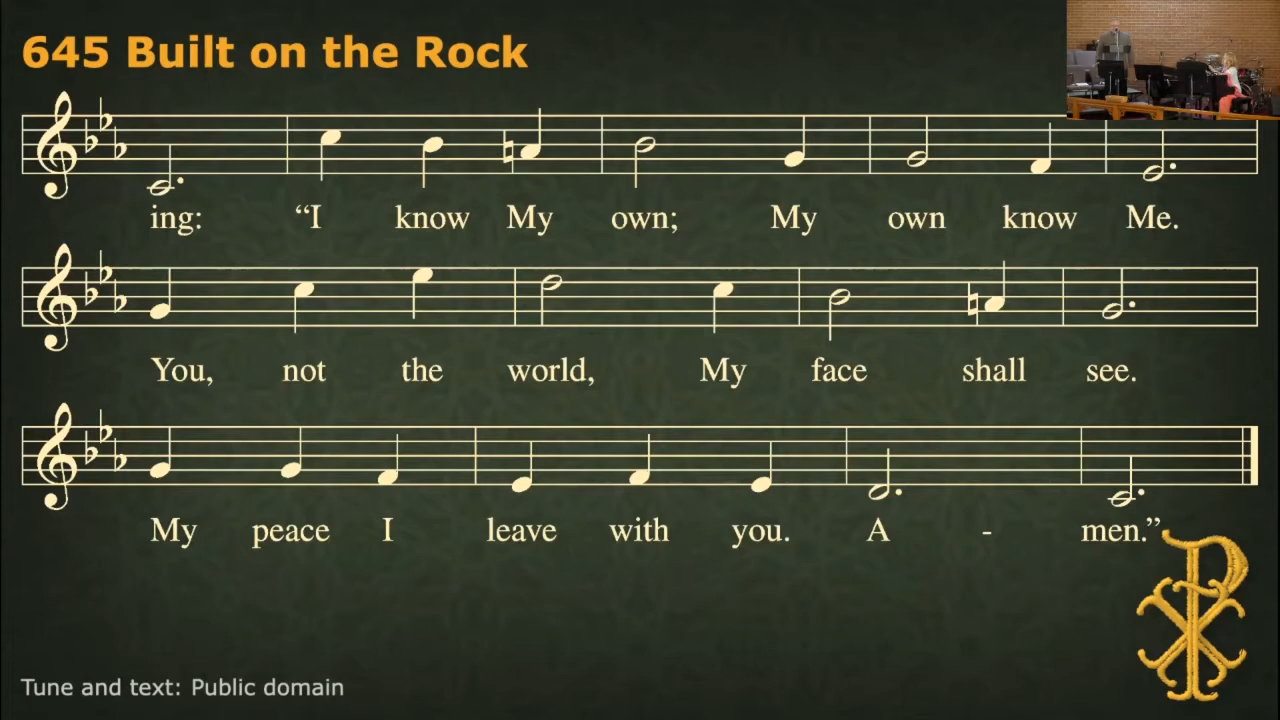 645 Built on the Rock
ing: “I know My own; My own know Me.
You, not the world, My face shall see.
My peace I leave with you. A - men.”
Tune and text: Public domain